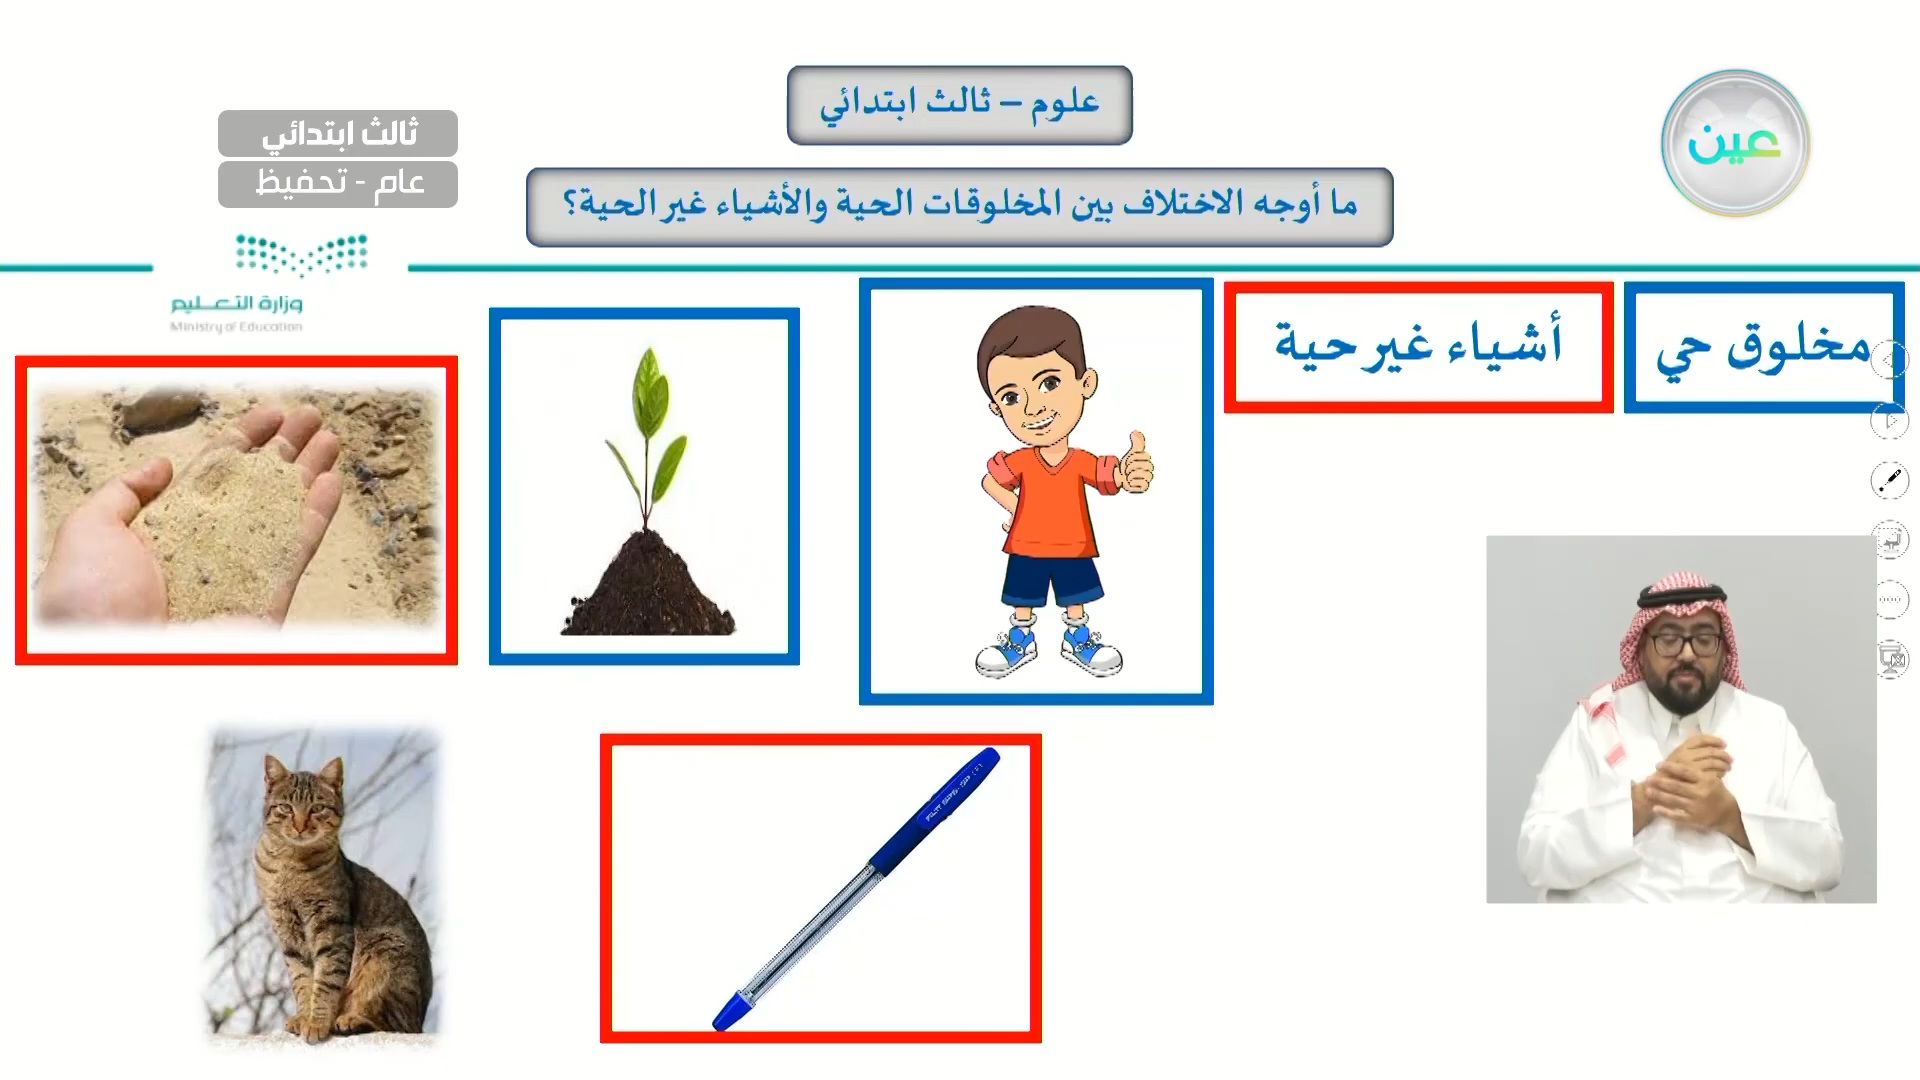 علوم – ثالث ابتدائي
عين
ثالث ابتدائي
عام - تحفيظ
ما أوجه الاختلاف بين المخلوقات الحية والأشياء غير الحية؟
وزارة التعليم
Ministry of Education
مخلوق حي
أشياء غير حية